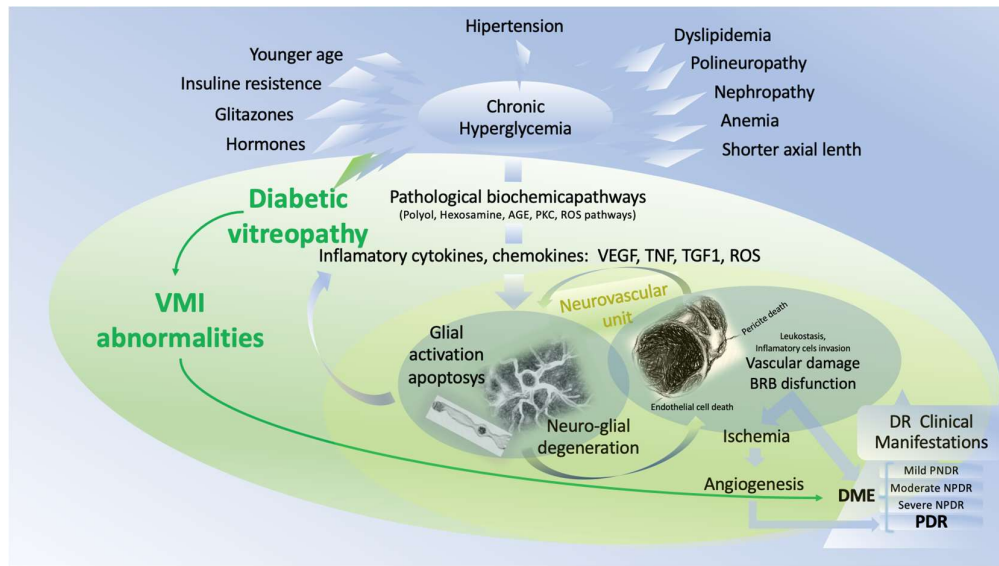 Hipertension
Younger age
Insuline resistence
Glitazones
Hormones
Chronic
Hyperglycemia
Dyslipidemia
Polineuropathy
Nephropathy
Anemia
Shorter axial lenth
Diabetic
vitreopathy
Pathological biochemicapathways
(Polyol, Hexosamine, AGE, PKC, ROS pathways)
Inflamatory cytokines, chemokines: VEGF, TNF, TGF1, ROS
VMI
abnormalities
Neurovascular
unit
Glial
activation
apoptosys
Neuro-glial
degeneration
Pericite death
Leukostasis,
Inflamatory cels invasion
Vascular damage
BRB disfunction
Endothelial cell death
Ischemia
Angiogenesis
DR Clinical
Manifestations
DME
Mild PNDR
Moderate NPDR
Severe NPDR
PDR